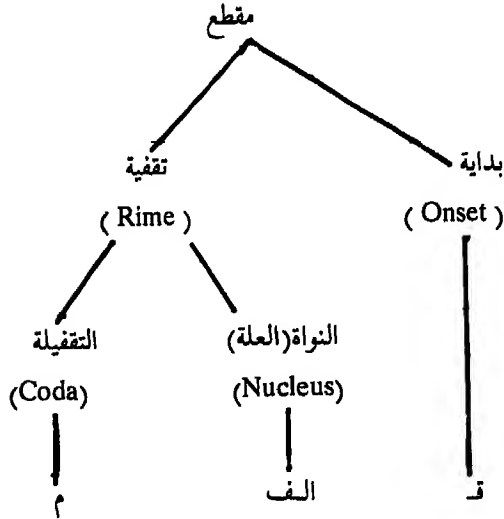 مقطع
بداية
تقفية
(Onset)
(Rime)
النواة(العلة)
التقفيلة
(Nucleus)
(Coda)
قـ
الـف
م